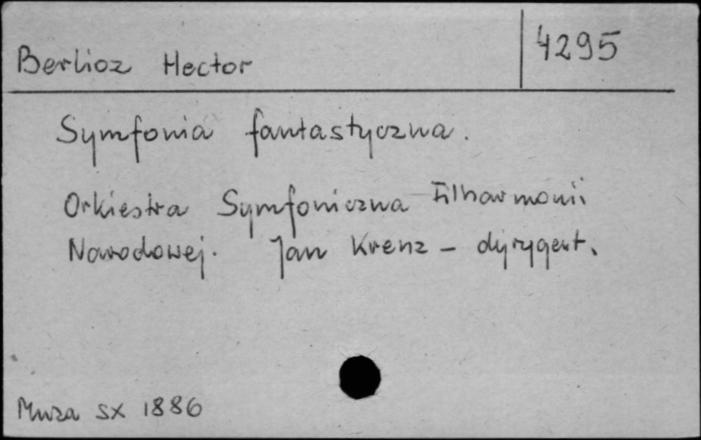 Berlioz Hector
4295
Symfonia fantastyczna.
Orkiestra Symfoniczna Filharmonii
Narodowej. Jan Krenz - dyrygent.
Muza SX 1886